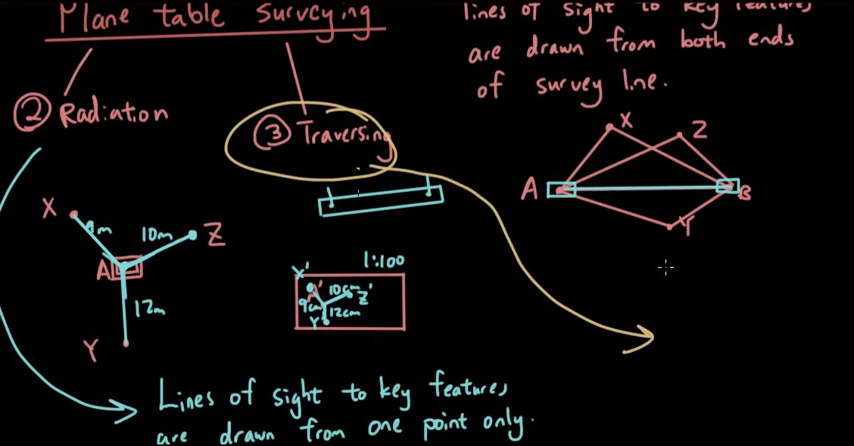 Plane table surveying
lines of sight to key features
are drawn from both ends
of survey line.
② Radiation
③ Traversing
X
9m
10m
Z
A
12m
Y
1:100
X'
10cm
Z'
9cm
12cm
Y'
X
Z
A
B
Y
Lines of sight to key features
are drawn from one point only.